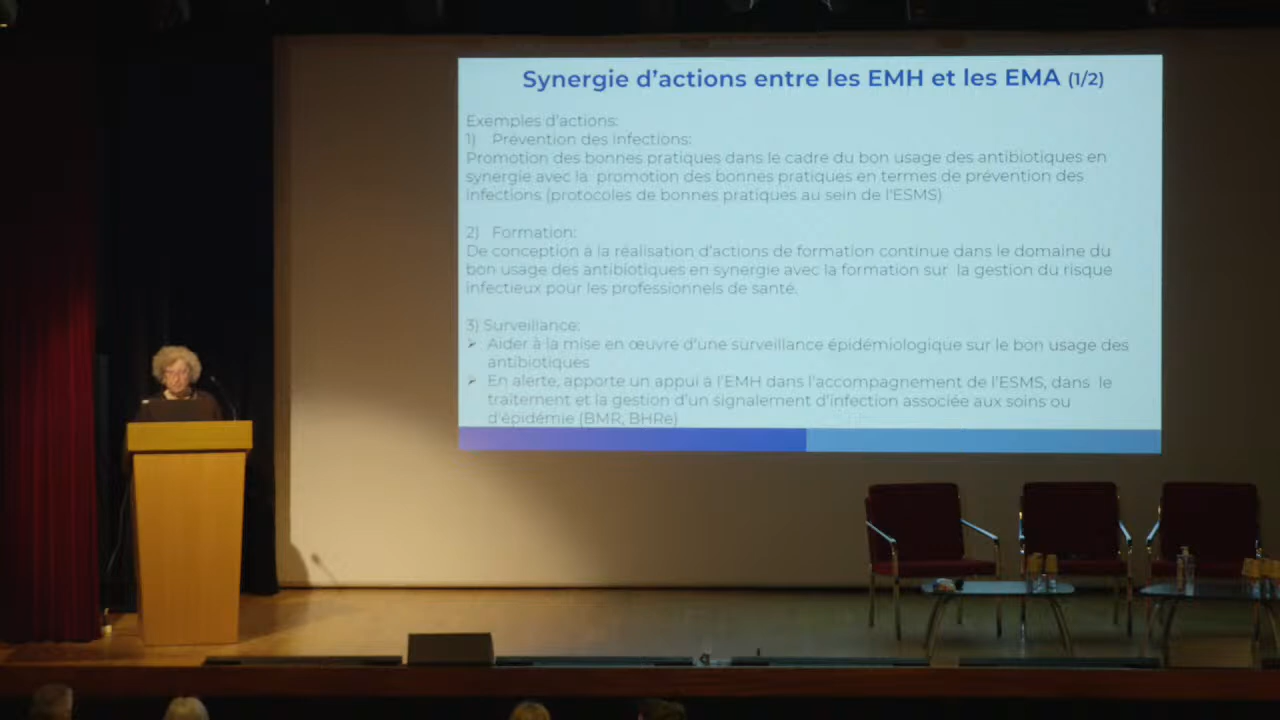 Synergie d'actions entre les EMH et les EMA (1/2)
Exemples d'actions:
1) Prévention des infections:
Promotion des bonnes pratiques dans le cadre du bon usage des antibiotiques en
synergie avec la promotion des bonnes pratiques en termes de prévention des
infections (protocoles de bonnes pratiques au sein de l'ESMS)
2) Formation:
De conception à la réalisation d'actions de formation continue dans le domaine du
bon usage des antibiotiques en synergie avec la formation sur la gestion du risque
infectieux pour les professionnels de santé.
3) Surveillance:
➢ Aider à la mise en œuvre d'une surveillance épidémiologique sur le bon usage des
antibiotiques
➢ En alerte, apporte un appui à l'EMH dans l'accompagnement de l'ESMS, dans le
traitement et la gestion d'un signalement d'infection associée aux soins ou
d'épidémie (BMR, BHRe)